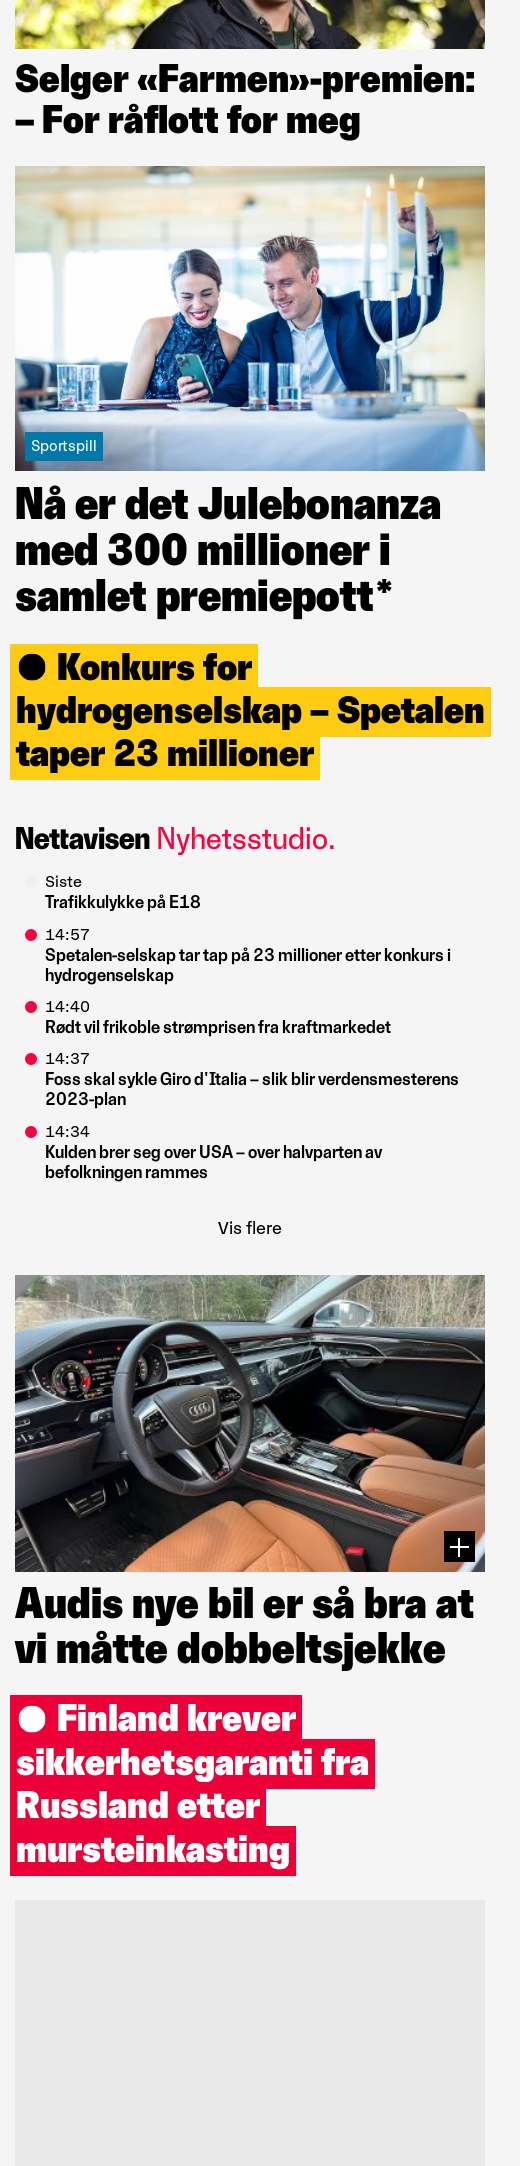 Selger «Farmen»-premien:
– For råflott for meg
Sportspill
Nå er det Julebonanza
med 300 millioner i
samlet premiepott*
Konkurs for
hydrogenselskap – Spetalen
taper 23 millioner
Nettavisen Nyhetsstudio.
Siste
Trafikkulykke på E18
14:57
Spetalen-selskap tar tap på 23 millioner etter konkurs i
hydrogenselskap
14:40
Rødt vil frikoble strømprisen fra kraftmarkedet
14:37
Foss skal sykle Giro d'Italia – slik blir verdensmesterens
2023-plan
14:34
Kulden brer seg over USA – over halvparten av
befolkningen rammes
Vis flere
Audis nye bil er så bra at
vi måtte dobbeltsjekke
Finland krever
sikkerhetsgaranti fra
Russland etter
mursteinkasting